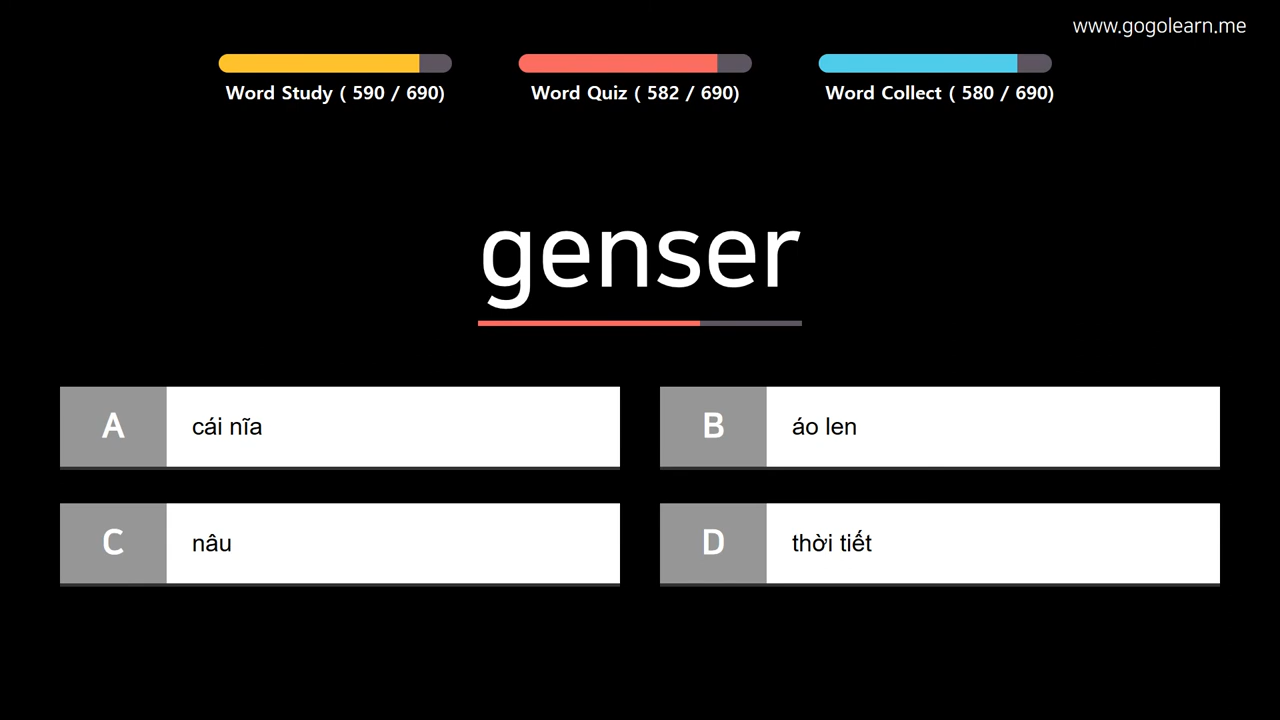 www.gogolearn.me
Word Study ( 590 / 690)
Word Quiz ( 582 / 690)
Word Collect ( 580 / 690)
genser
A cái nĩa
B áo len
C nâu
D thời tiết